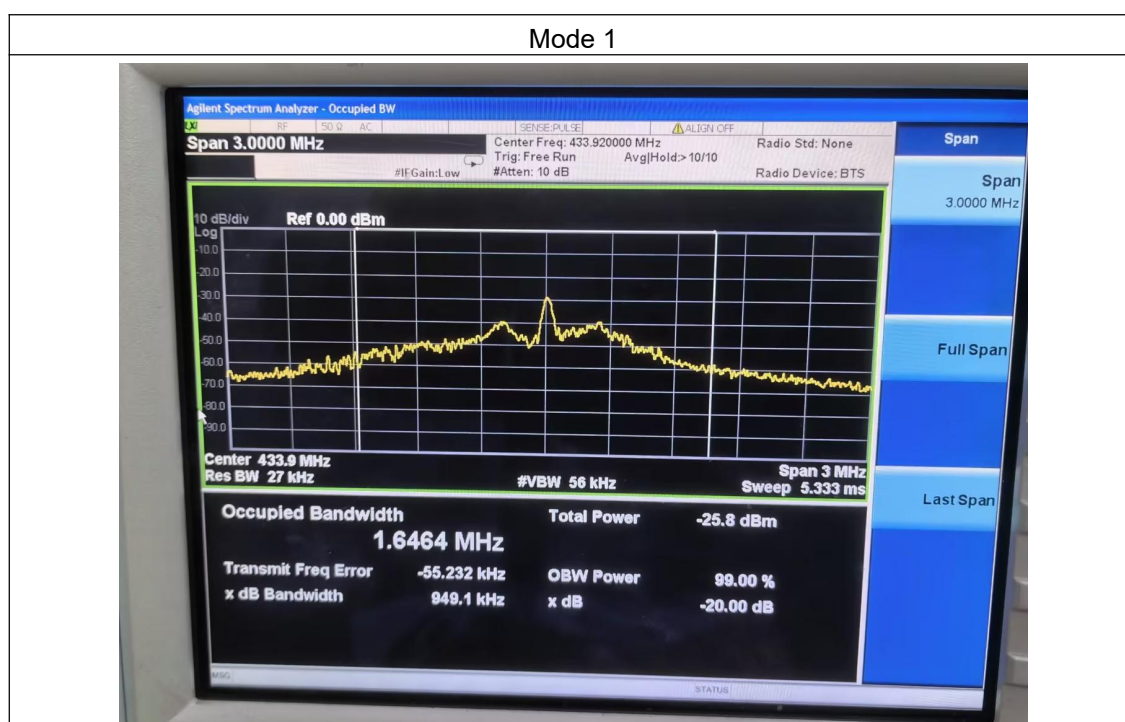 Mode 1
Agilent Spectrum Analyzer - Occupied BW
RF 50 Ω AC SENSE:PULSE ALIGN OFF
Span 3.0000 MHz
Center Freq: 433.920000 MHz
Radio Std: None
Trig: Free Run Avg|Hold:> 10/10
#IFGain:Low #Atten: 10 dB
Radio Device: BTS
Span
Span
3.0000 MHz
Full Span
Last Span
10 dB/div Ref 0.00 dBm
Log
-10.0
-20.0
-30.0
-40.0
-50.0
-60.0
-70.0
-80.0
-90.0
Center 433.9 MHz Span 3 MHz
Res BW 27 kHz #VBW 56 kHz Sweep 5.333 ms
Occupied Bandwidth Total Power -25.8 dBm
1.6464 MHz
Transmit Freq Error -55.232 kHz OBW Power 99.00 %
x dB Bandwidth 949.1 kHz x dB -20.00 dB
MSG STATUS